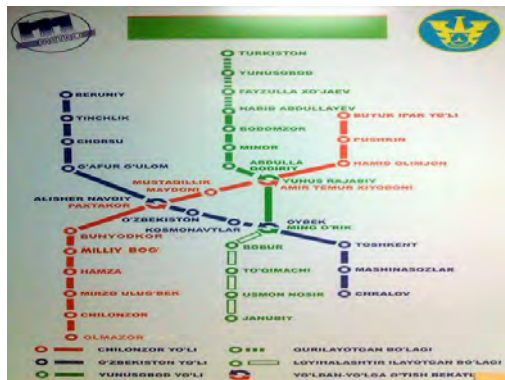 TURKISTON
YUNUSOBOD
FAYZULLA XO'JAEV
HABIB ABDULLAYEV
BODOMZOR
MINOR
ABDULLA
QODIRIY
BERUNIY
TINCHLIK
CHORSU
G'AFUR G'ULOM
BUYUK IPAK YO'LI
PUSHKIN
HAMID OLIMJON
MUSTAQILLIK
MAYDONI
YUNUS RAJABIY
AMIR TEMUR XIYOBONI
ALISHER NAVOIY
PAXTAKOR
O'ZBEKISTON
KOSMONAVTLAR
OYBEK
MING O'RIK
BUNYODKOR
MILLIY BOG'
HAMZA
MIRZO ULUG'BEK
CHILONZOR
OLMAZOR
BOBUR
TO'QIMACHI
USMON NOSIR
JANUBIY
TOSHKENT
MASHINASOZLAR
CHKALOV
CHILONZOR YO'LI
O'ZBEKISTON YO'LI
YUNUSOBOD YO'LI
QURILAYOTGAN BO'LAGI
LOYIHALASHTIRILAYOTGAN BO'LAGI
YO'LDAN-YO'LGA O'TISH BEKATI